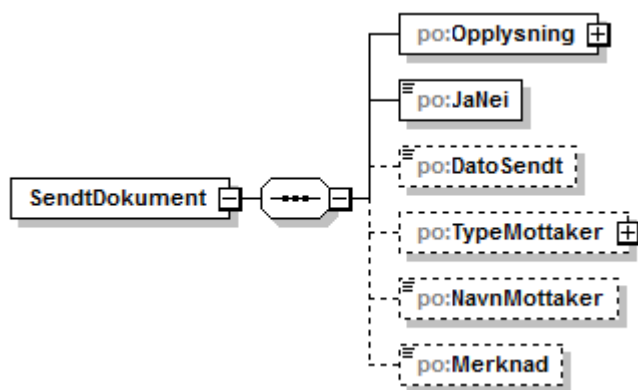 po:Opplysning
po:JaNei
po:DatoSendt
SendtDokument
po:TypeMottaker
po:NavnMottaker
po:Merknad